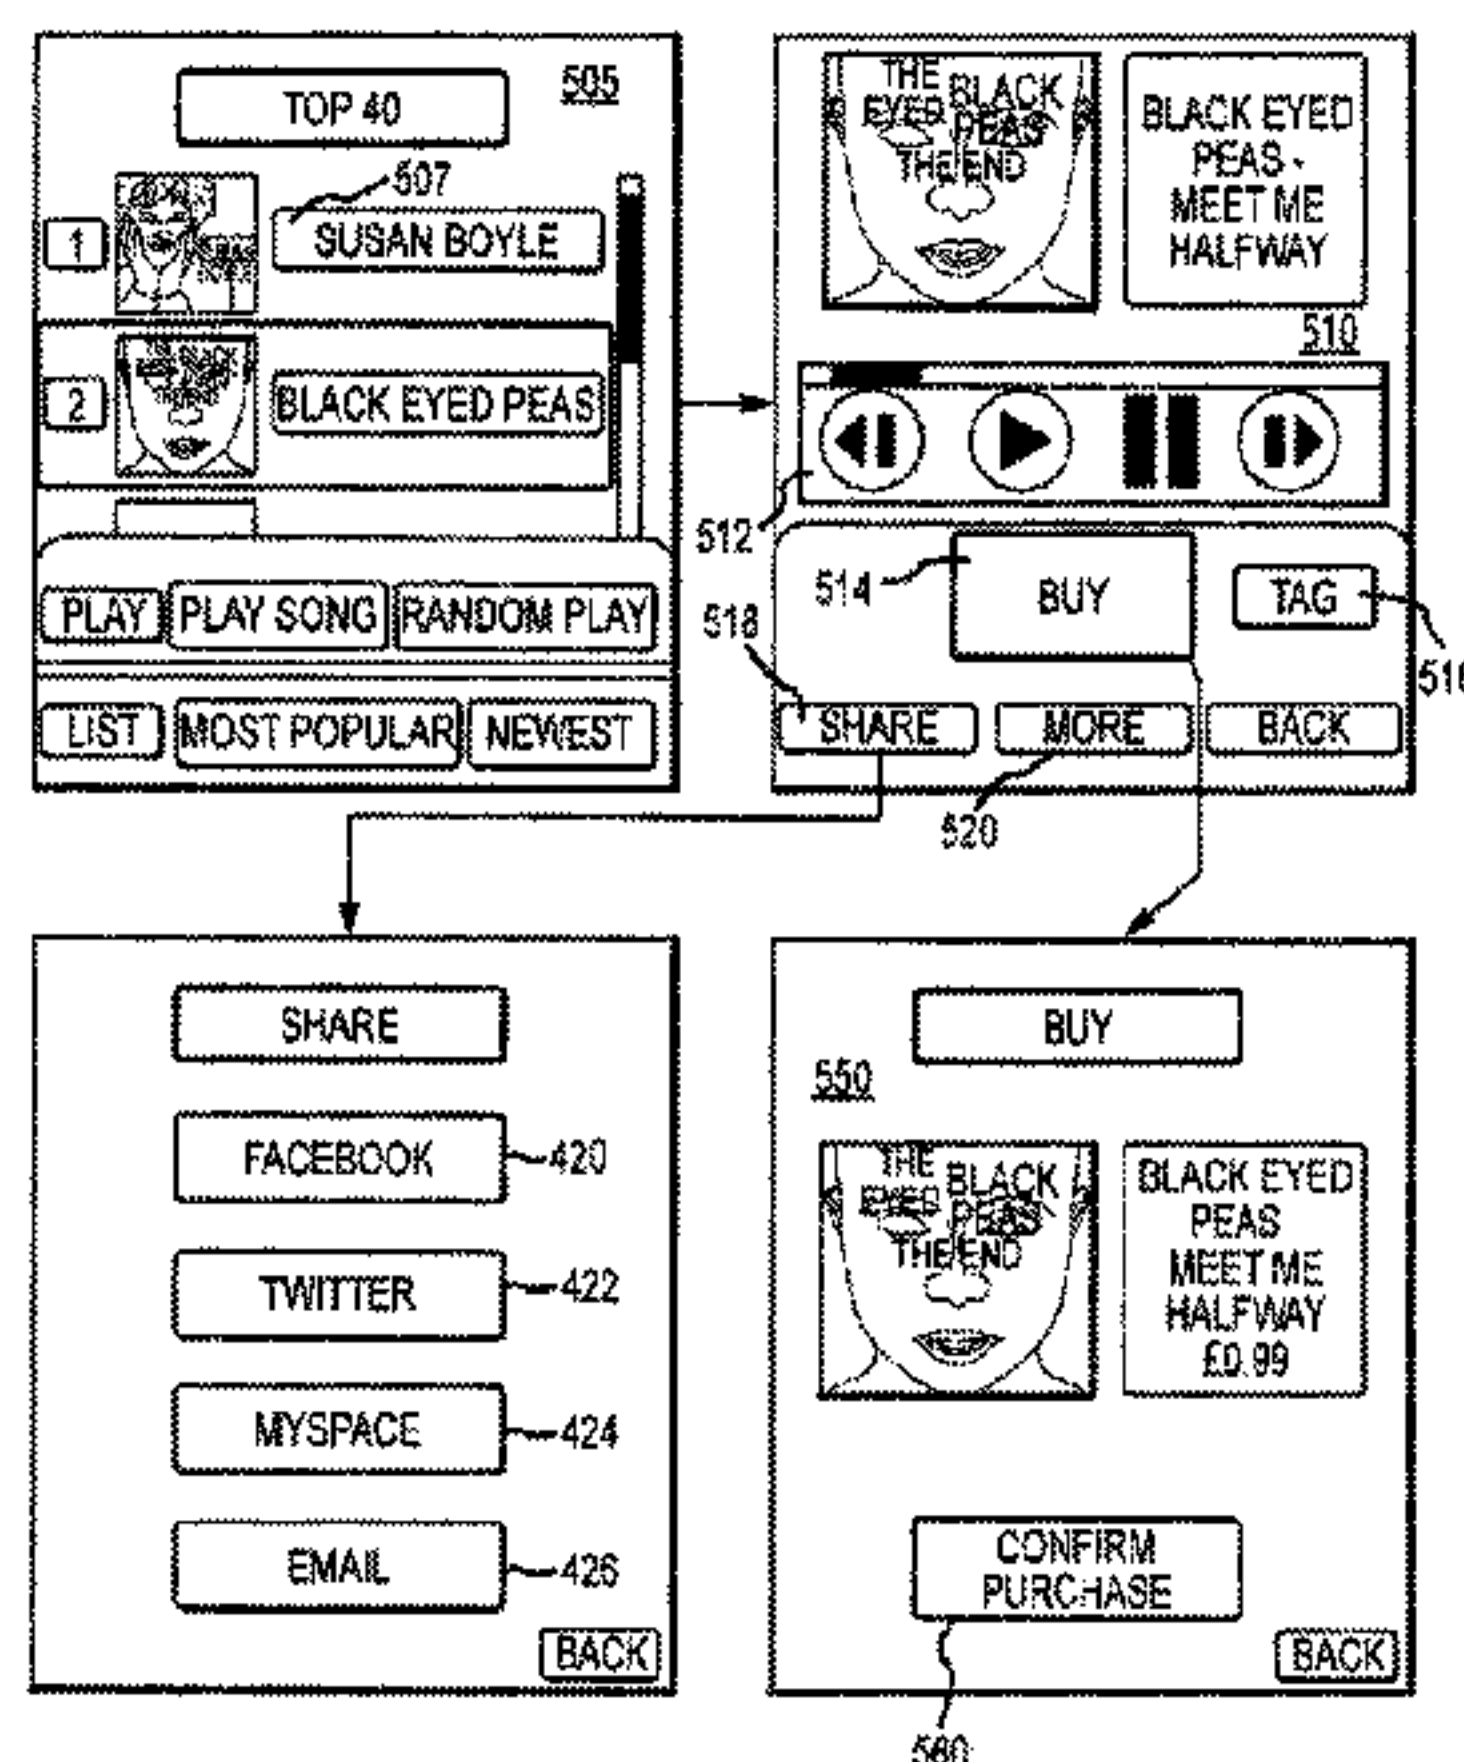 TOP 40
505
507
1
SUSAN BOYLE
2
BLACK EYED PEAS
PLAY
PLAY SONG
RANDOM PLAY
LIST
MOST POPULAR
NEWEST
THE
EYED
BLACK
PEAS
THE END
BLACK EYED
PEAS -
MEET ME
HALFWAY
510
512
514
BUY
TAG
518
SHARE
MORE
BACK
520
SHARE
FACEBOOK
420
TWITTER
422
MYSPACE
424
EMAIL
426
BACK
BUY
550
THE
EYED
BLACK
PEAS
THE END
BLACK EYED
PEAS
MEET ME
HALFWAY
£0.99
CONFIRM
PURCHASE
BACK
560